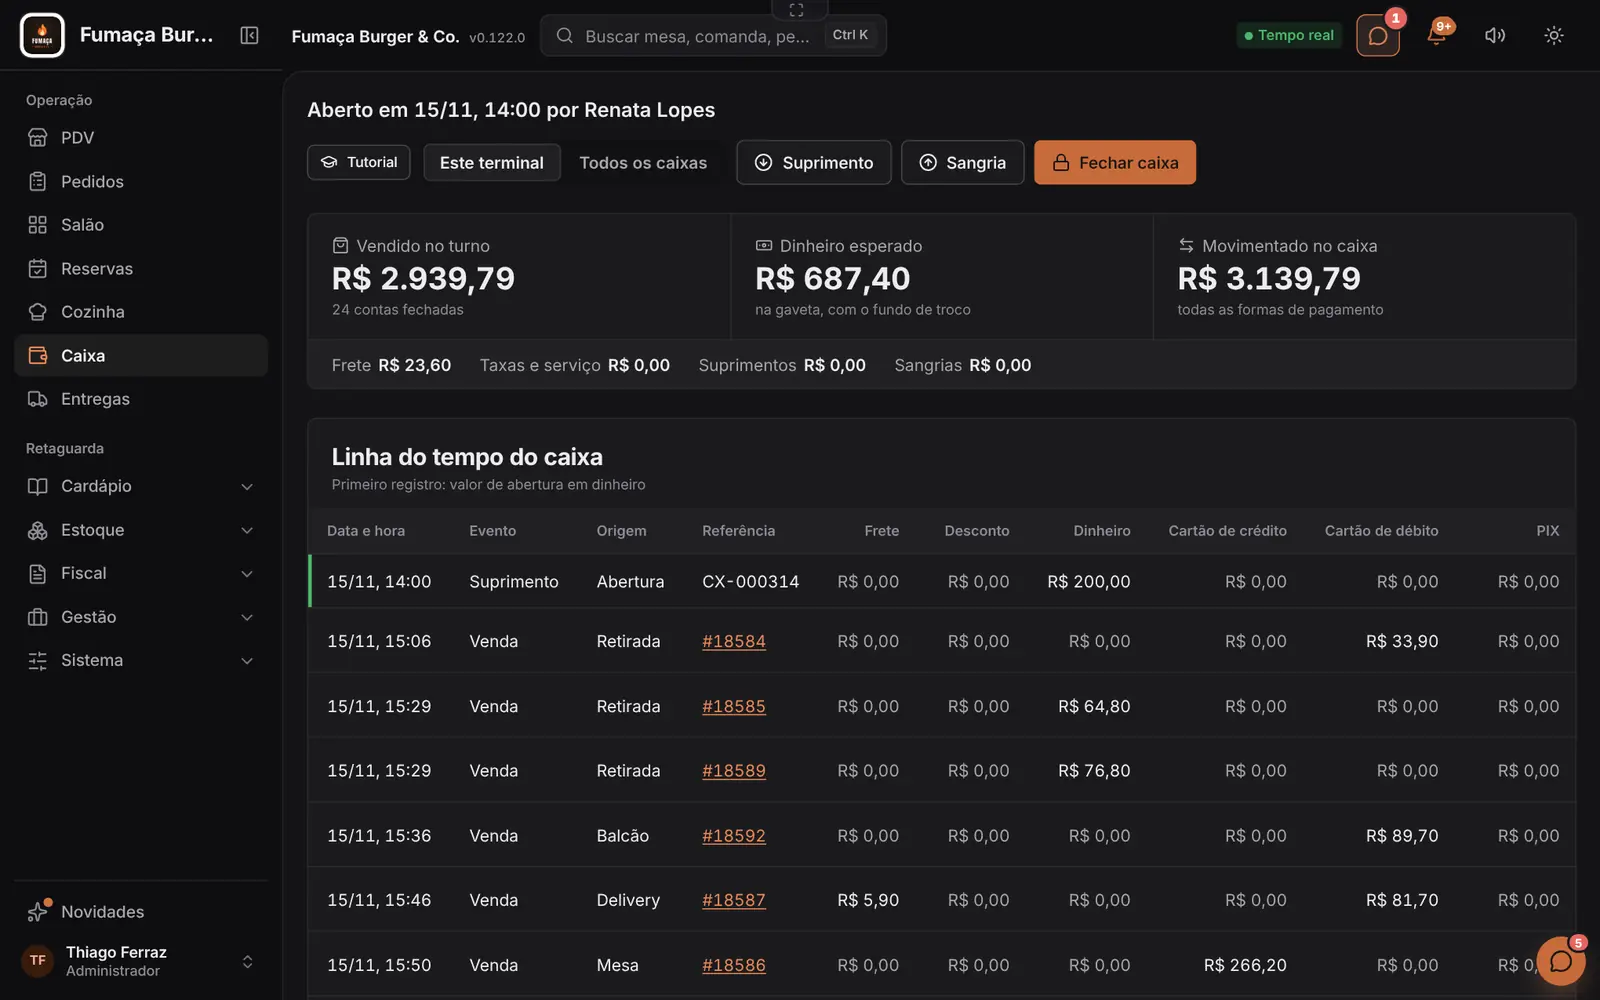 FUMAÇA
Fumaça Bur...
Fumaça Burger & Co. v0.122.0
Buscar mesa, comanda, pe...
Ctrl K
Tempo real
1
9+
Operação
PDV
Pedidos
Salão
Reservas
Cozinha
Caixa
Entregas
Retaguarda
Cardápio
Estoque
Fiscal
Gestão
Sistema
Novidades
TF
Thiago Ferraz
Administrador
Aberto em 15/11, 14:00 por Renata Lopes
Tutorial
Este terminal
Todos os caixas
Suprimento
Sangria
Fechar caixa
Vendido no turno
R$ 2.939,79
24 contas fechadas
Dinheiro esperado
R$ 687,40
na gaveta, com o fundo de troco
Movimentado no caixa
R$ 3.139,79
todas as formas de pagamento
Frete R$ 23,60 Taxas e serviço R$ 0,00 Suprimentos R$ 0,00 Sangrias R$ 0,00
Linha do tempo do caixa
Primeiro registro: valor de abertura em dinheiro
Data e hora Evento Origem Referência Frete Desconto Dinheiro Cartão de crédito Cartão de débito PIX
15/11, 14:00 Suprimento Abertura CX-000314 R$ 0,00 R$ 0,00 R$ 200,00 R$ 0,00 R$ 0,00 R$ 0,00
15/11, 15:06 Venda Retirada #18584 R$ 0,00 R$ 0,00 R$ 0,00 R$ 0,00 R$ 33,90 R$ 0,00
15/11, 15:29 Venda Retirada #18585 R$ 0,00 R$ 0,00 R$ 64,80 R$ 0,00 R$ 0,00 R$ 0,00
15/11, 15:29 Venda Retirada #18589 R$ 0,00 R$ 0,00 R$ 76,80 R$ 0,00 R$ 0,00 R$ 0,00
15/11, 15:36 Venda Balcão #18592 R$ 0,00 R$ 0,00 R$ 0,00 R$ 0,00 R$ 89,70 R$ 0,00
15/11, 15:46 Venda Delivery #18587 R$ 5,90 R$ 0,00 R$ 0,00 R$ 0,00 R$ 81,70 R$ 0,00
15/11, 15:50 Venda Mesa #18586 R$ 0,00 R$ 0,00 R$ 0,00 R$ 266,20 R$ 0,00 R$ 0,
5